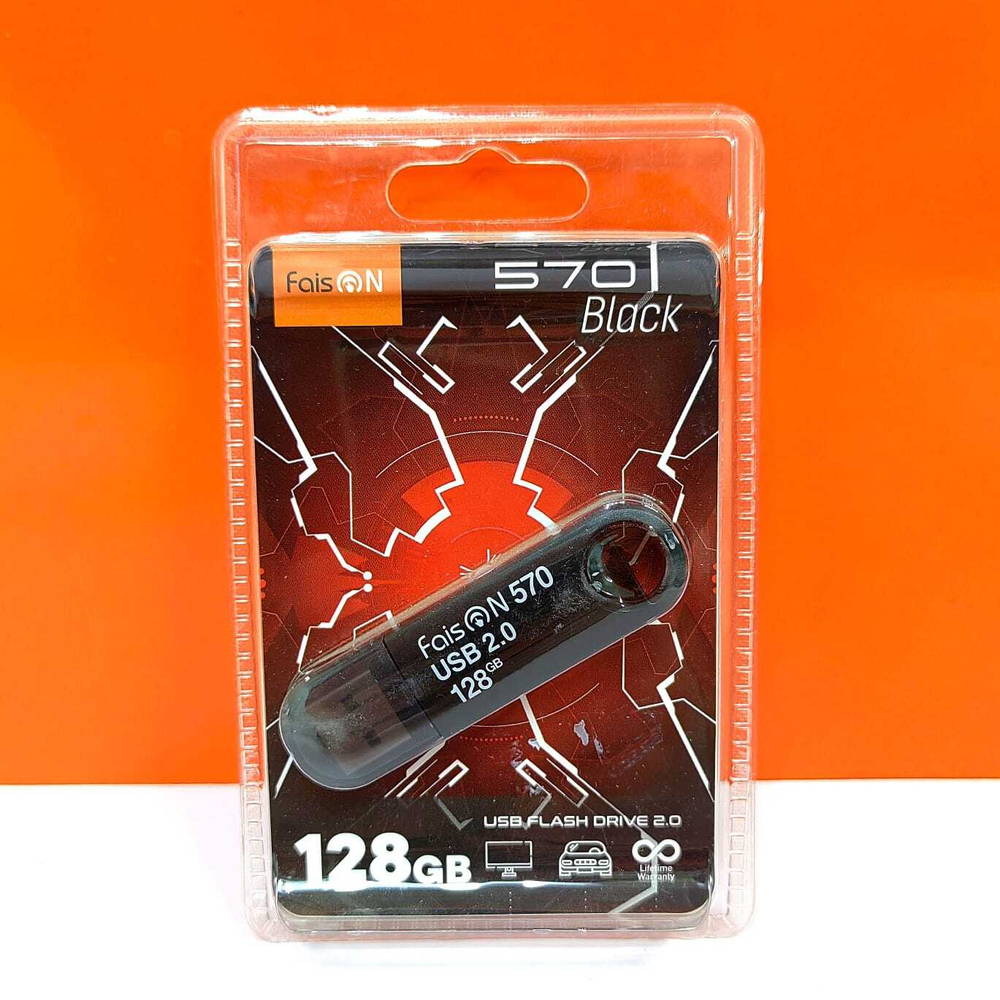 FaisON
570
Black
FaisON 570
USB 2.0
128GB
USB FLASH DRIVE 2.0
128GB
Lifetime
Warranty